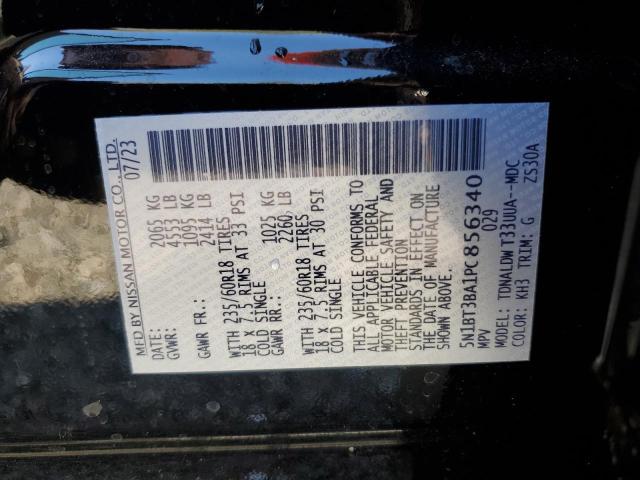 MFD BY NISSAN MOTOR CO., LTD.
DATE: 07/23
GVWR: 2065 KG
4553 LB
GAWR FR.: 1095 KG
2414 LB
WITH 235/60R18 TIRES
18 X 7.5 RIMS AT 33 PSI
COLD SINGLE
GAWR RR.: 1025 KG
2260 LB
WITH 235/60R18 TIRES
18 X 7.5 RIMS AT 30 PSI
COLD SINGLE
THIS VEHICLE CONFORMS TO
ALL APPLICABLE FEDERAL
MOTOR VEHICLE SAFETY AND
THEFT PREVENTION
STANDARDS IN EFFECT ON
THE DATE OF MANUFACTURE
SHOWN ABOVE.
5N1BT3BA1PC856340
MPV 029
MODEL: TDNALDW T33UUA--MDC
COLOR: KH3 TRIM: G ZS30A